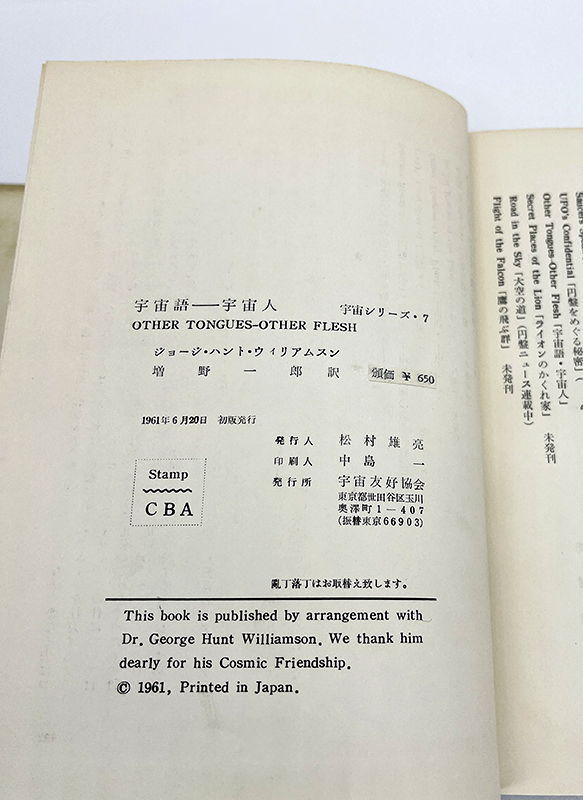 宇宙語——宇宙人 宇宙シリーズ・7
OTHER TONGUES-OTHER FLESH
ジョージ・ハント・ウィリアムスン
増野一郎訳 頒価 ¥650
1961年6月20日 初版発行
発行人 松村雄亮
印刷人 中島一
発行所 宇宙友好協会
東京都世田谷区玉川
奥澤町1—407
(振替東京66903)
Stamp
CBA
亂丁落丁はお取替え致します。
This book is published by arrangement with
Dr. George Hunt Williamson. We thank him
dearly for his Cosmic Friendship.
© 1961, Printed in Japan.
UFO's Confidential「円盤をめぐる秘密」(
Other Tongues-Other Flesh「宇宙語・宇宙人」
Secret Places of the Lion「ライオンのかくれ家」 未発刊
Road in the Sky「大空の道」(円盤ニュース連載中)
Flight of the Falcon 未発刊